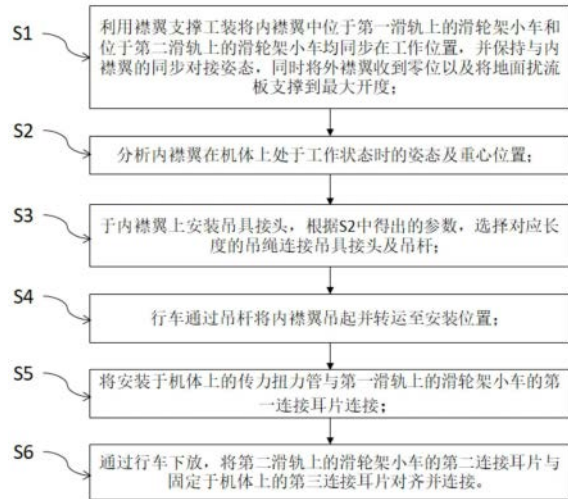 S1
利用襟翼支撑工装将内襟翼中位于第一滑轨上的滑轮架小车和
位于第二滑轨上的滑轮架小车均同步在工作位置，并保持与内
襟翼的同步对接姿态，同时将外襟翼收到零位以及将地面扰流
板支撑到最大开度；
S2
分析内襟翼在机体上处于工作状态时的姿态及重心位置；
S3
于内襟翼上安装吊具接头，根据S2中得出的参数，选择对应长
度的吊绳连接吊具接头及吊杆；
S4
行车通过吊杆将内襟翼吊起并转运至安装位置；
S5
将安装于机体上的传力扭力管与第一滑轨上的滑轮架小车的第
一连接耳片连接；
S6
通过行车下放，将第二滑轨上的滑轮架小车的第二连接耳片与
固定于机体上的第三连接耳片对齐并连接。